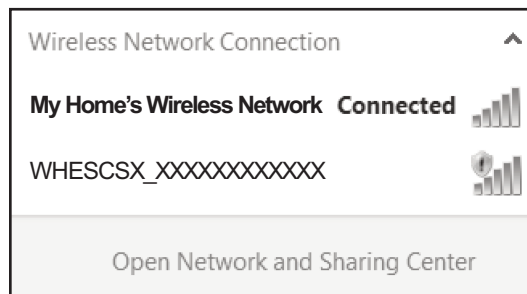 Wireless Network Connection
My Home’s Wireless Network Connected
WHESCSX_XXXXXXXXXXXX
Open Network and Sharing Center